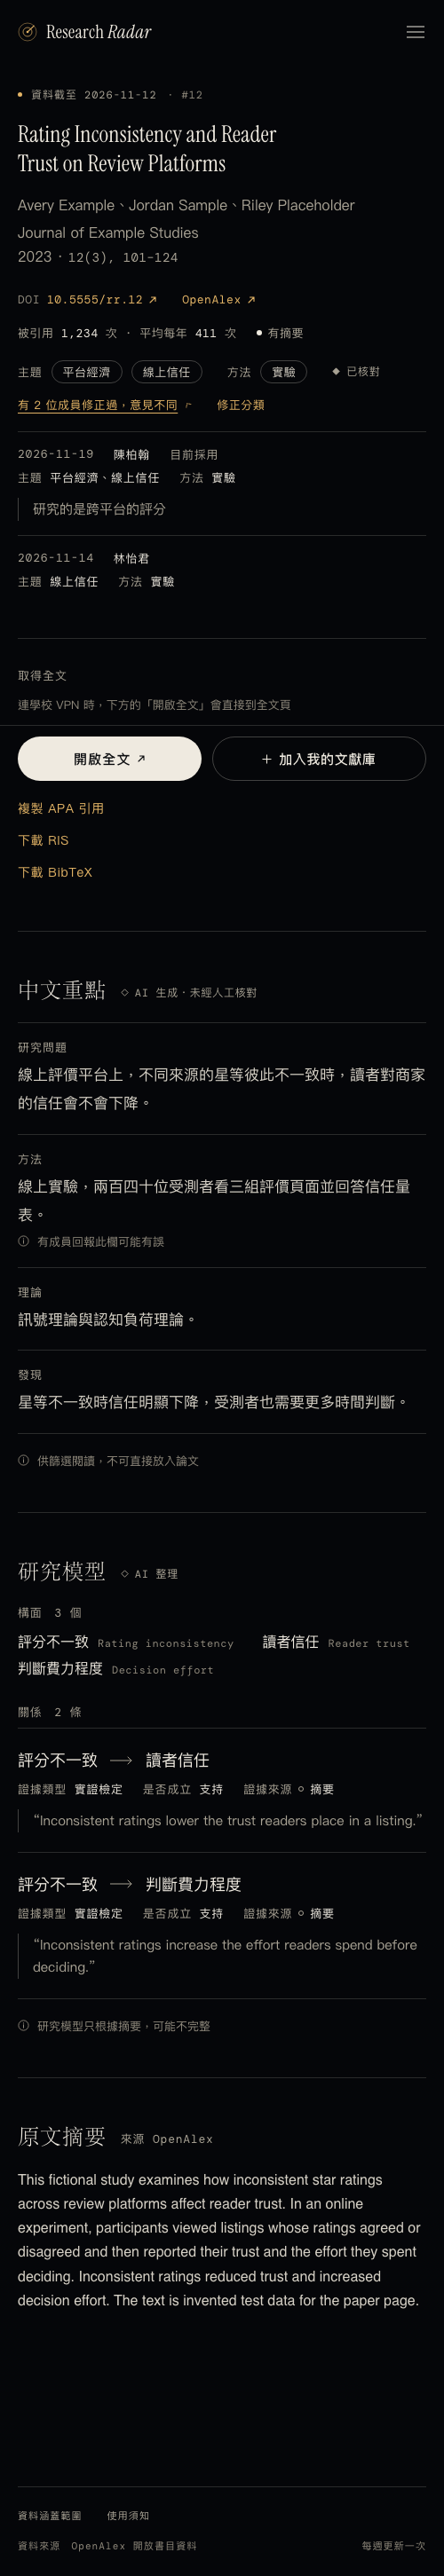 Research Radar
資料截至 2026-11-12 · #12
Rating Inconsistency and Reader
Trust on Review Platforms
Avery Example、Jordan Sample、Riley Placeholder
Journal of Example Studies
2023 · 12(3), 101–124
DOI 10.5555/rr.12 ↗ OpenAlex ↗
被引用 1,234 次 · 平均每年 411 次 ● 有摘要
主題 平台經濟 線上信任 方法 實驗 ◆ 已核對
有 2 位成員修正過，意見不同 修正分類
2026-11-19 陳柏翰 目前採用
主題 平台經濟、線上信任 方法 實驗
研究的是跨平台的評分
2026-11-14 林怡君
主題 線上信任 方法 實驗
取得全文
連學校 VPN 時，下方的「開啟全文」會直接到全文頁
開啟全文 ↗ ＋ 加入我的文獻庫
複製 APA 引用
下載 RIS
下載 BibTeX
中文重點 ◇ AI 生成・未經人工核對
研究問題
線上評價平台上，不同來源的星等彼此不一致時，讀者對商家
的信任會不會下降。
方法
線上實驗，兩百四十位受測者看三組評價頁面並回答信任量
表。
ⓘ 有成員回報此欄可能有誤
理論
訊號理論與認知負荷理論。
發現
星等不一致時信任明顯下降，受測者也需要更多時間判斷。
ⓘ 供篩選閱讀，不可直接放入論文
研究模型 ◇ AI 整理
構面 3 個
評分不一致 Rating inconsistency 讀者信任 Reader trust
判斷費力程度 Decision effort
關係 2 條
評分不一致 → 讀者信任
證據類型 實證檢定 是否成立 支持 證據來源 ○ 摘要
“Inconsistent ratings lower the trust readers place in a listing.”
評分不一致 → 判斷費力程度
證據類型 實證檢定 是否成立 支持 證據來源 ○ 摘要
“Inconsistent ratings increase the effort readers spend before
deciding.”
ⓘ 研究模型只根據摘要，可能不完整
原文摘要 來源 OpenAlex
This fictional study examines how inconsistent star ratings
across review platforms affect reader trust. In an online
experiment, participants viewed listings whose ratings agreed or
disagreed and then reported their trust and the effort they spent
deciding. Inconsistent ratings reduced trust and increased
decision effort. The text is invented test data for the paper page.
資料涵蓋範圍 使用須知
資料來源 OpenAlex 開放書目資料 每週更新一次